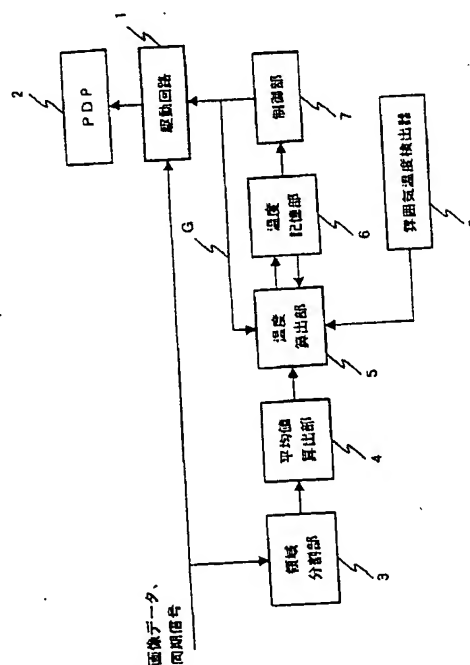 画像データ、
同期信号
領域
分割部
3
平均値
算出部
4
温度
算出部
5
温度
記憶部
6
制御部
7
G
駆動回路
1
PDP
2
雰囲気温度検出器